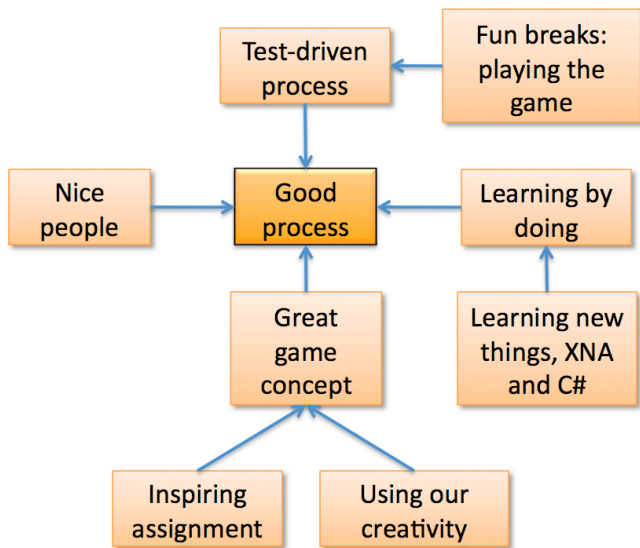 Test-driven
process
Fun breaks:
playing the
game
Nice
people
Good
process
Learning by
doing
Great
game
concept
Learning new
things, XNA
and C#
Inspiring
assignment
Using our
creativity